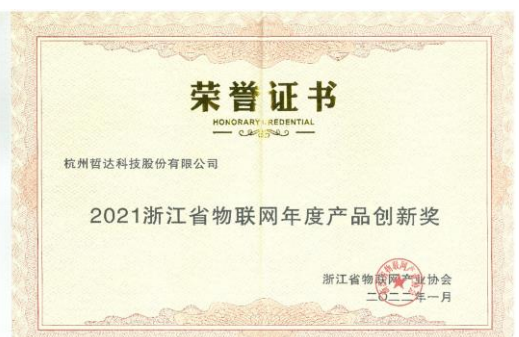 荣誉证书
HONORARY CREDENTIAL
杭州哲达科技股份有限公司
2021浙江省物联网年度产品创新奖
浙江省物联网产业协会
二〇二二年一月